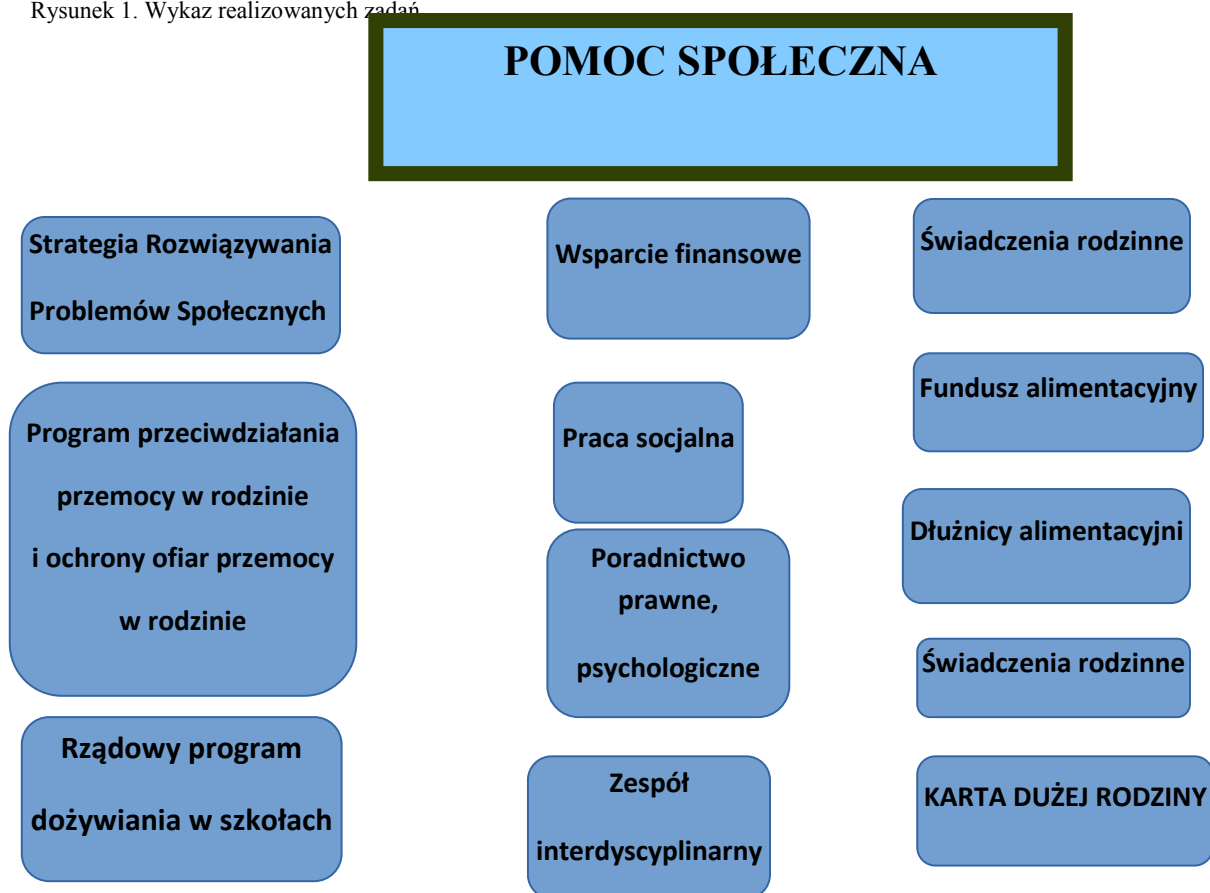 Rysunek 1. Wykaz realizowanych zadań
POMOC SPOŁECZNA
Strategia Rozwiązywania
Problemów Społecznych
Program przeciwdziałania
przemocy w rodzinie
i ochrony ofiar przemocy
w rodzinie
Rządowy program
dożywiania w szkołach
Wsparcie finansowe
Praca socjalna
Poradnictwo
prawne,
psychologiczne
Zespół
interdyscyplinarny
Świadczenia rodzinne
Fundusz alimentacyjny
Dłużnicy alimentacyjni
Świadczenia rodzinne
KARTA DUŻEJ RODZINY